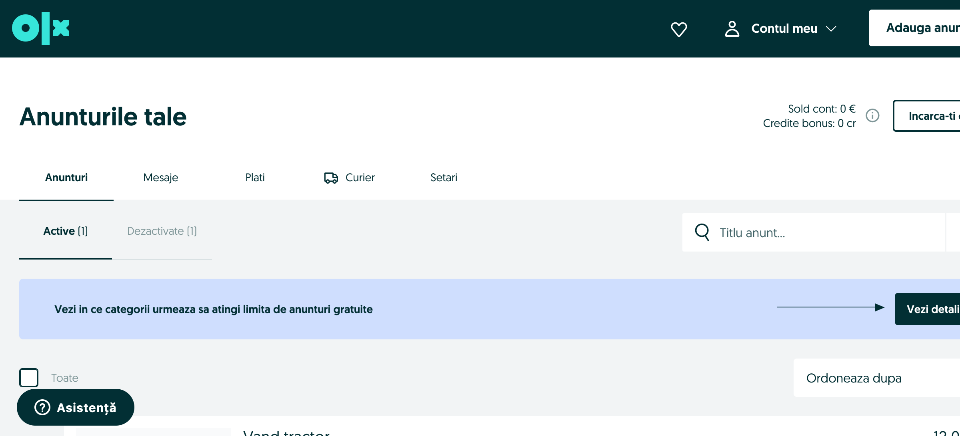 olx
Contul meu
Adauga anun
Anunturile tale
Sold cont: 0 €
Credite bonus: 0 cr
Incarca-ti
Anunturi
Mesaje
Plati
Curier
Setari
Active (1)
Dezactivate (1)
Titlu anunt...
Vezi in ce categorii urmeaza sa atingi limita de anunturi gratuite
Vezi detali
Toate
Ordoneaza dupa
Asistență
Vand tractor